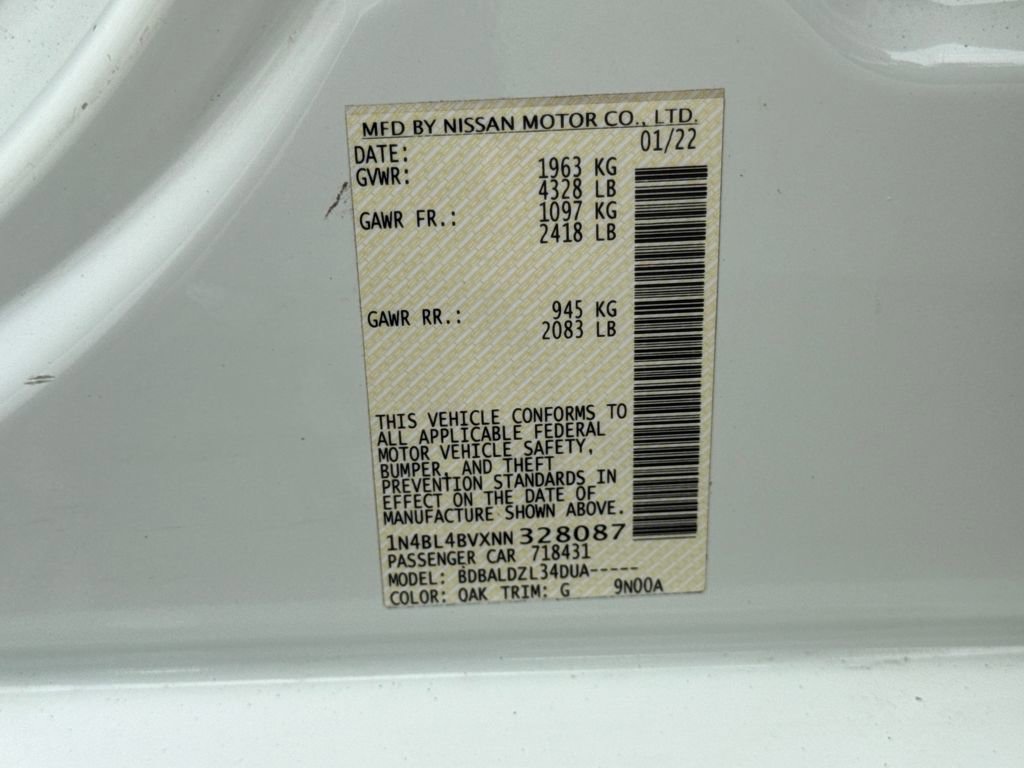 MFD BY NISSAN MOTOR CO., LTD.
DATE: 01/22
GVWR: 1963 KG
4328 LB
GAWR FR.: 1097 KG
2418 LB
GAWR RR.: 945 KG
2083 LB
THIS VEHICLE CONFORMS TO
ALL APPLICABLE FEDERAL
MOTOR VEHICLE SAFETY,
BUMPER, AND THEFT
PREVENTION STANDARDS IN
EFFECT ON THE DATE OF
MANUFACTURE SHOWN ABOVE.
1N4BL4BVXNN 328087
PASSENGER CAR 718431
MODEL: BDBALDZL34DUA-----
COLOR: QAK TRIM: G 9N00A